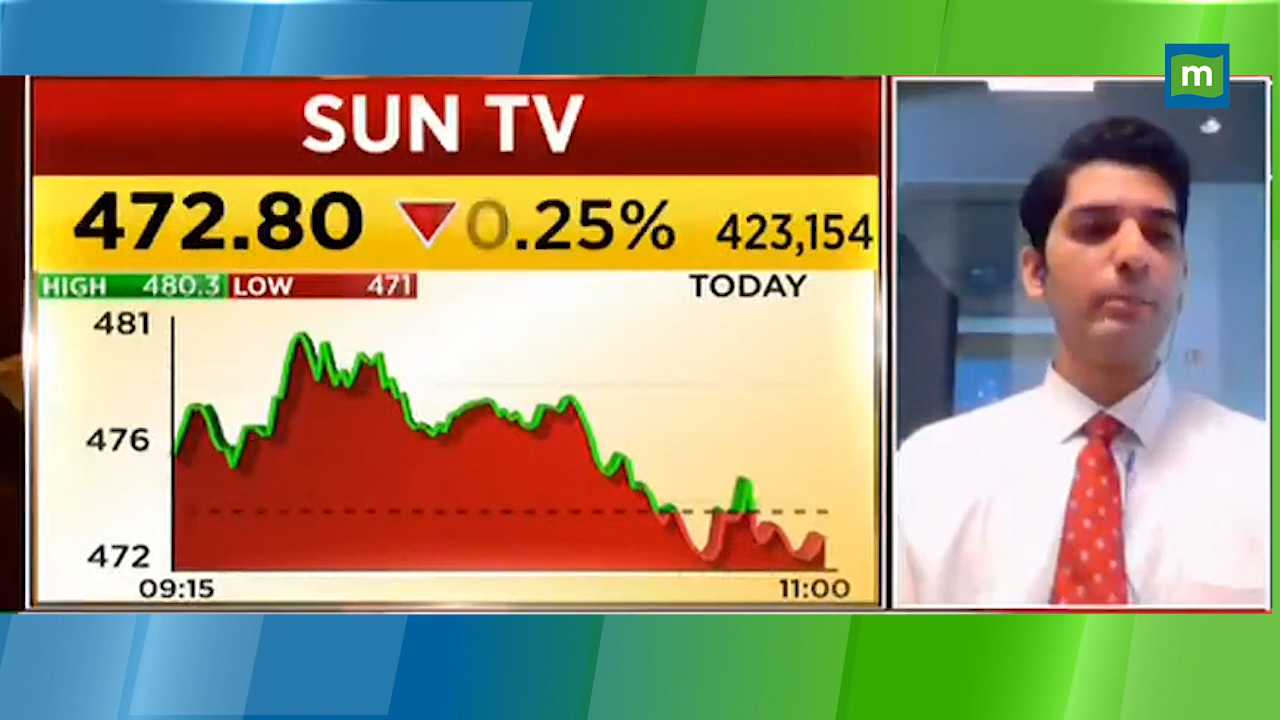 m
SUN TV
472.80 ▼ 0.25% 423,154
HIGH 480.3 LOW 471 TODAY
481
476
472
09:15 11:00